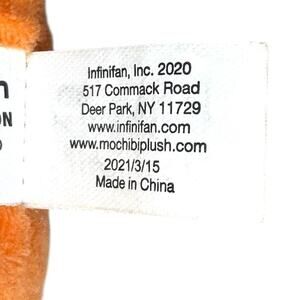 Infinifan, Inc. 2020
517 Commack Road
Deer Park, NY 11729
www.infinifan.com
www.mochibiplush.com
2021/3/15
Made in China